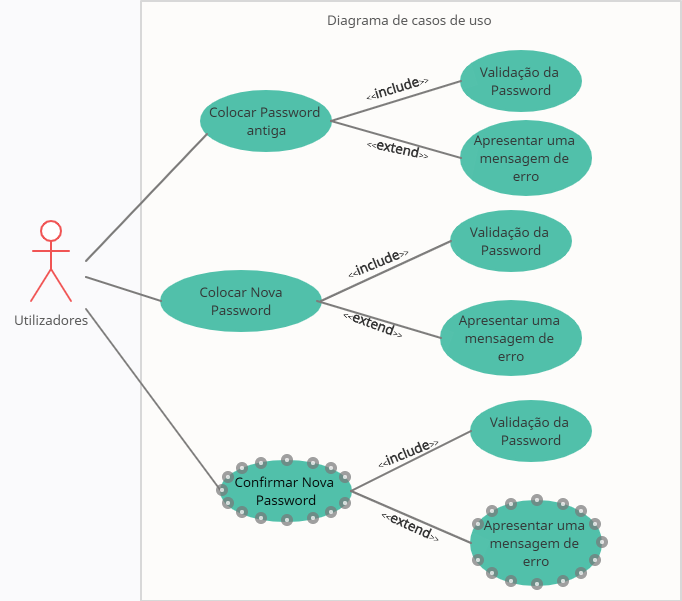 Diagrama de casos de uso
Colocar Password
antiga
<<include>>
Validação da
Password
<<extend>>
Apresentar uma
mensagem de
erro
Utilizadores
Colocar Nova
Password
<<include>>
Validação da
Password
<<extend>>
Apresentar uma
mensagem de
erro
Confirmar Nova
Password
<<include>>
Validação da
Password
<<extend>>
Apresentar uma
mensagem de
erro